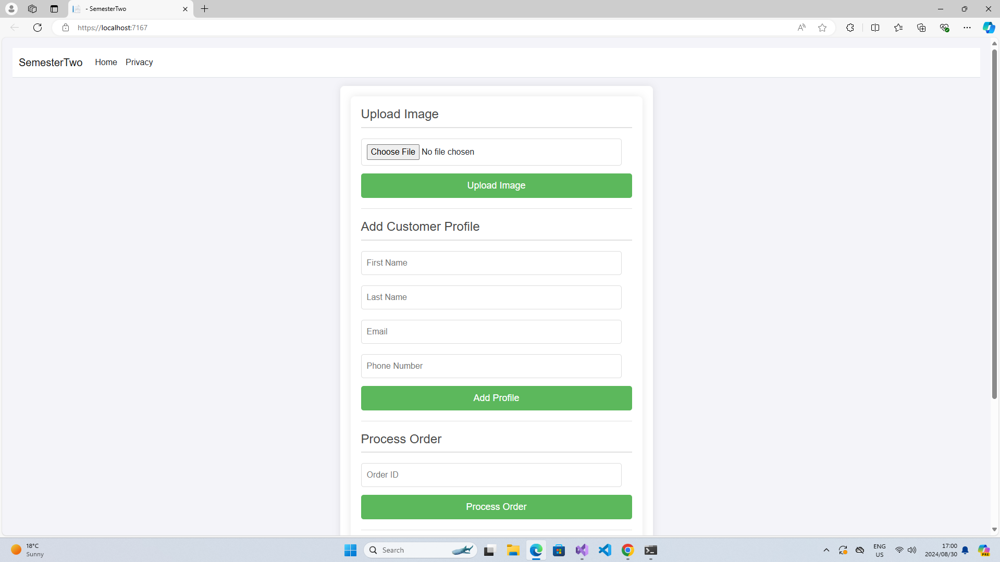 - SemesterTwo
https://localhost:7167
SemesterTwo Home Privacy
Upload Image
Choose File No file chosen
Upload Image
Add Customer Profile
First Name
Last Name
Email
Phone Number
Add Profile
Process Order
Order ID
Process Order
18°C
Sunny
Search
ENG
US
17:00
2024/08/30
PRE